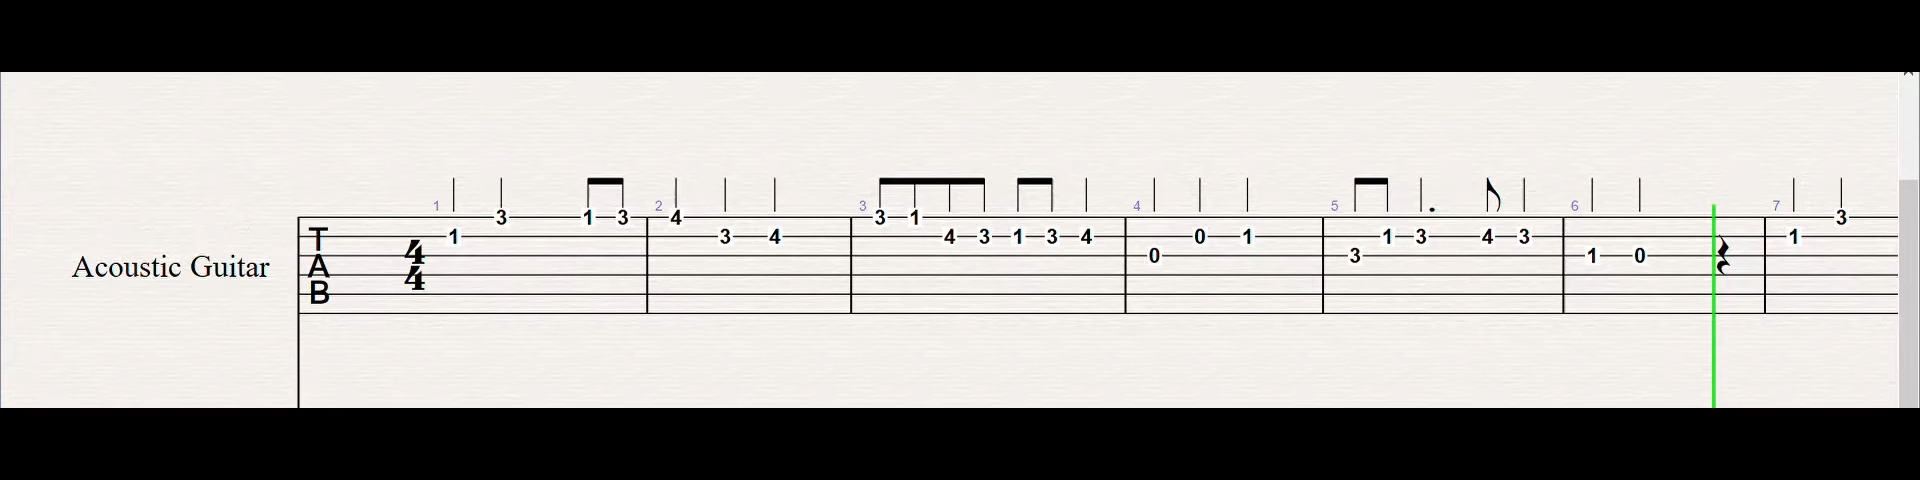 1 2 3 4 5 6 7
3 1 3 4 3 1 3
T 1 3 4 4 3 1 3 4 0 1 1 3 4 3 1
4
A 0 3 1 0
4
B
Acoustic Guitar